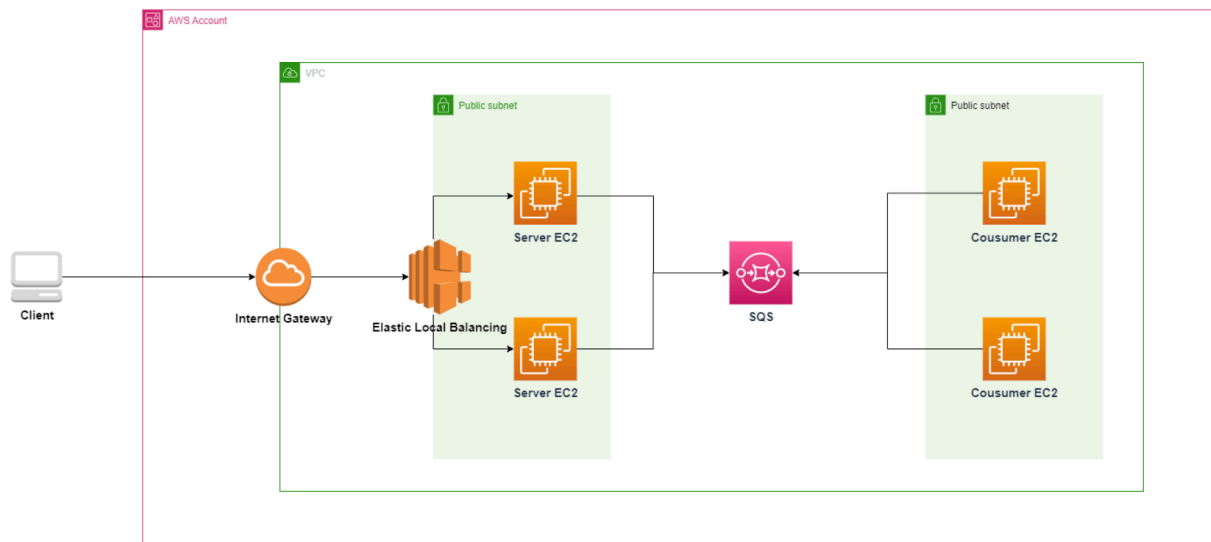 AWS Account
VPC
Public subnet
Public subnet
Server EC2
Cousumer EC2
Client
Internet Gateway
Elastic Local Balancing
SQS
Server EC2
Cousumer EC2